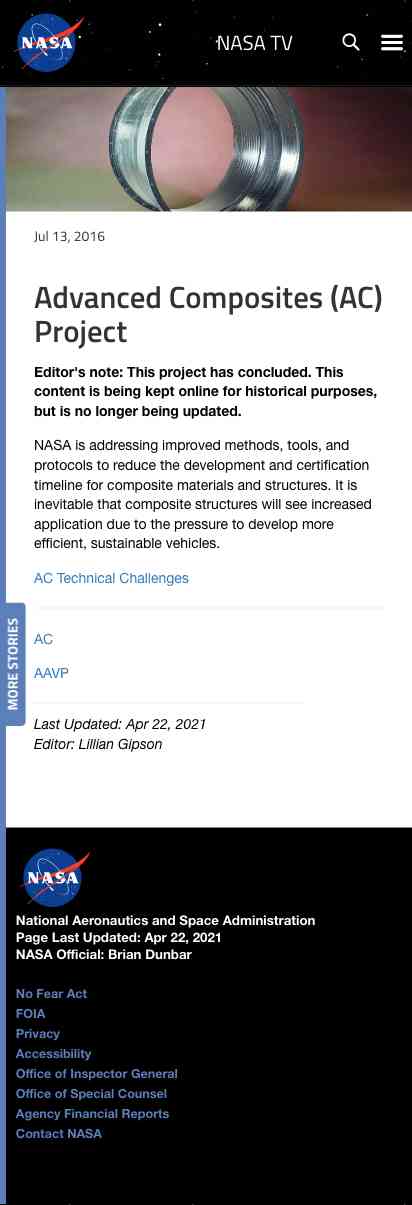 NASA
NASA TV
Jul 13, 2016
Advanced Composites (AC)
Project
Editor's note: This project has concluded. This
content is being kept online for historical purposes,
but is no longer being updated.
NASA is addressing improved methods, tools, and
protocols to reduce the development and certification
timeline for composite materials and structures. It is
inevitable that composite structures will see increased
application due to the pressure to develop more
efficient, sustainable vehicles.
AC Technical Challenges
MORE STORIES
AC
AAVP
Last Updated: Apr 22, 2021
Editor: Lillian Gipson
NASA
National Aeronautics and Space Administration
Page Last Updated: Apr 22, 2021
NASA Official: Brian Dunbar
No Fear Act
FOIA
Privacy
Accessibility
Office of Inspector General
Office of Special Counsel
Agency Financial Reports
Contact NASA